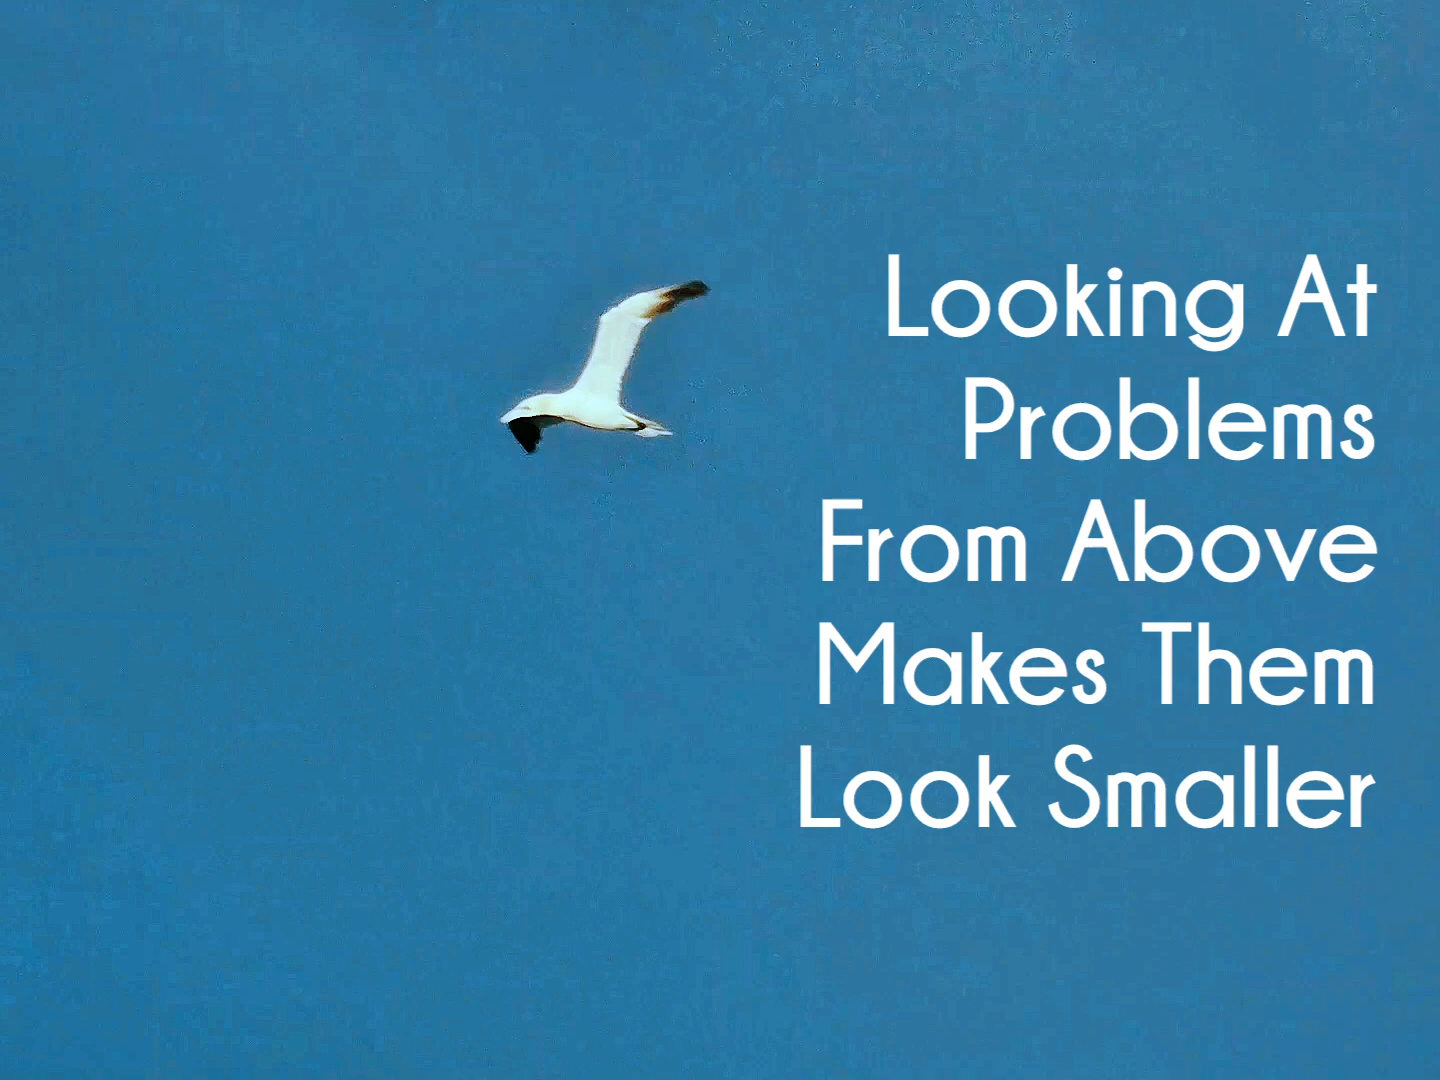 Looking At
Problems
From Above
Makes Them
Look Smaller